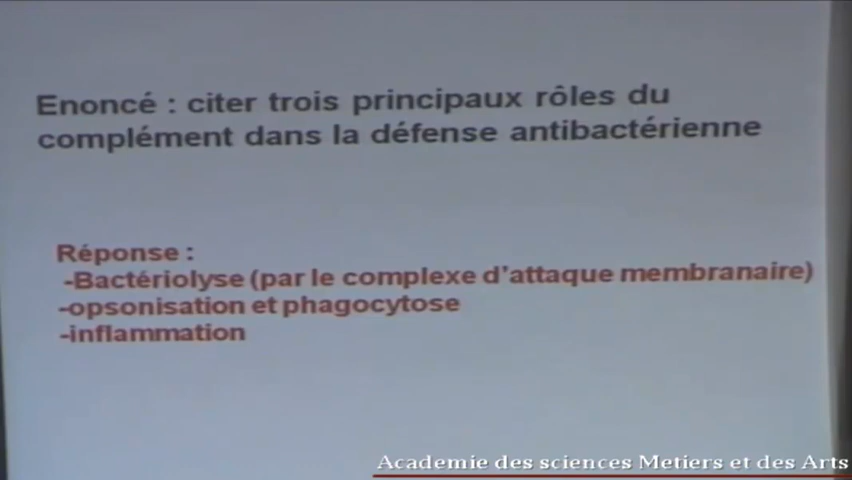 Enoncé : citer trois principaux rôles du
complément dans la défense antibactérienne
Réponse :
-Bactériolyse (par le complexe d'attaque membranaire)
-opsonisation et phagocytose
-inflammation
Academie des sciences Metiers et des Arts